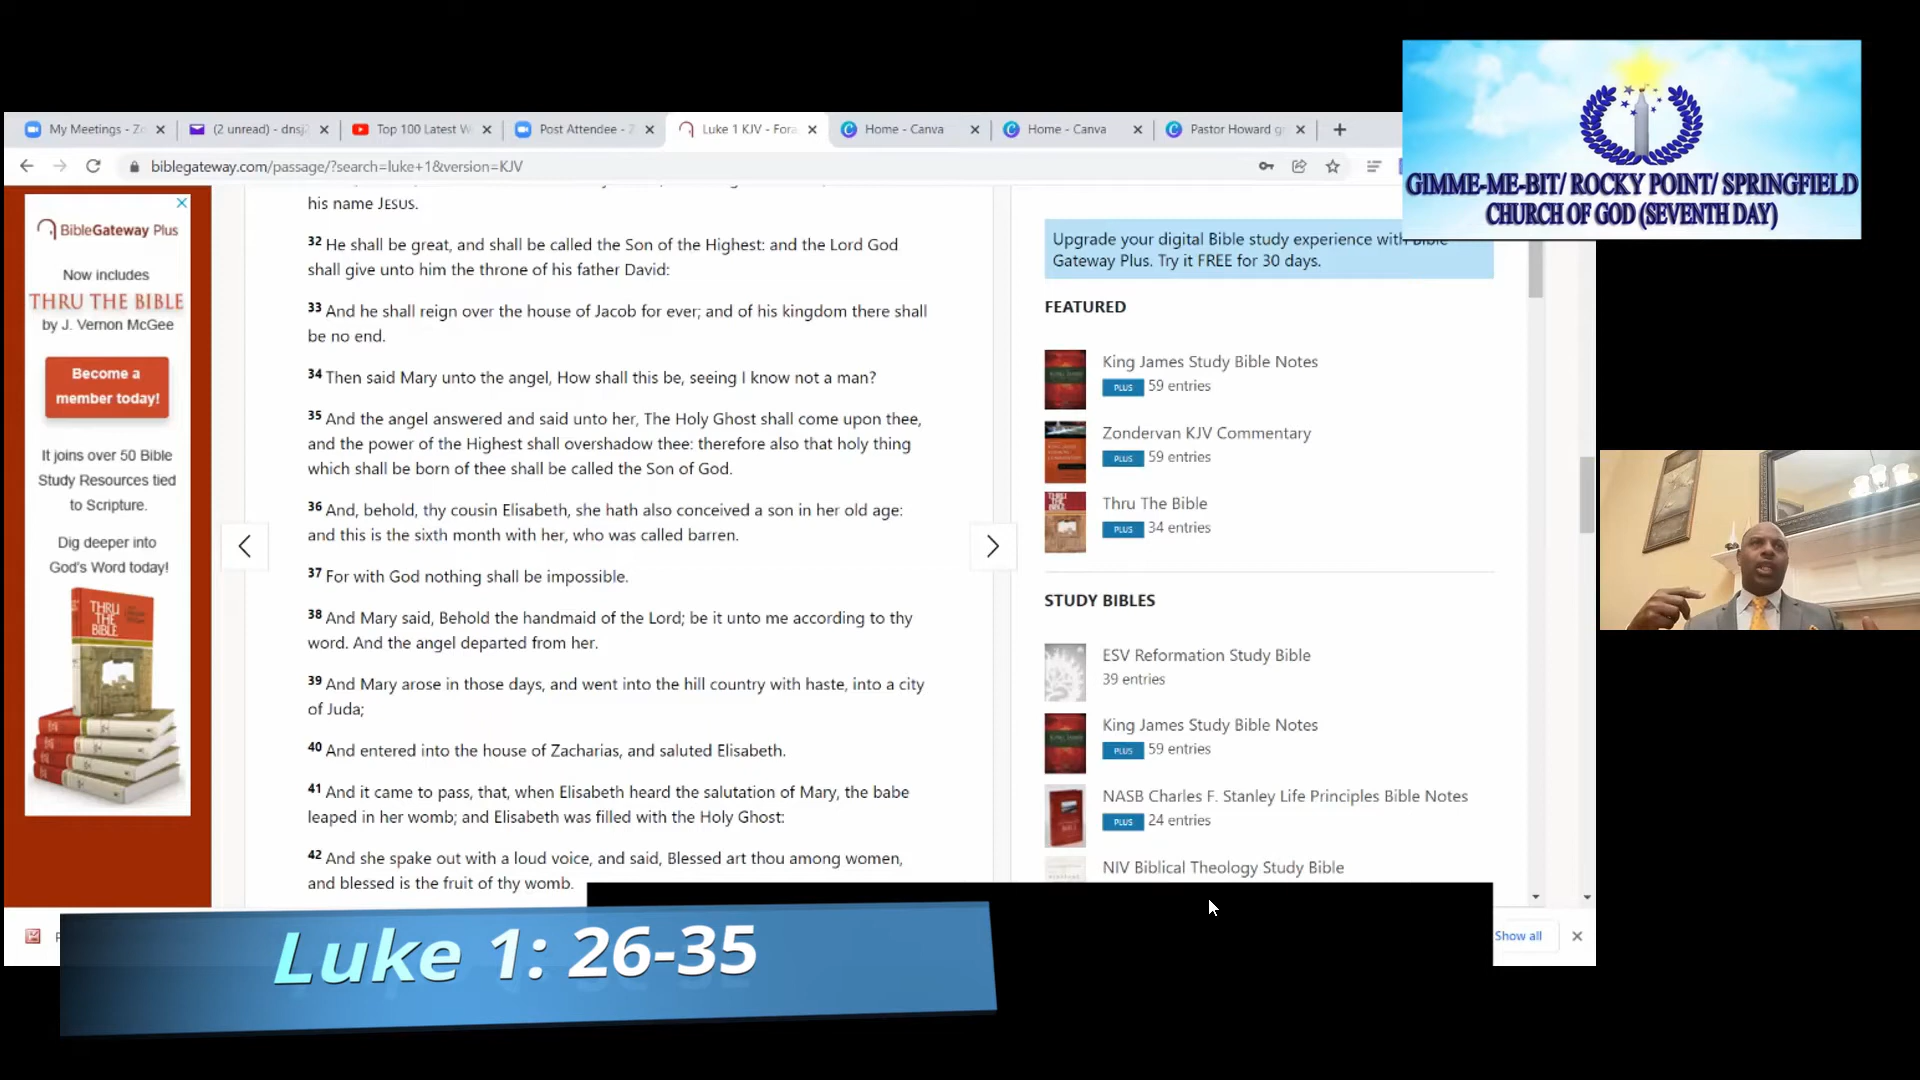 My Meetings - Zo
(2 unread) - dnsj
Top 100 Latest W
Post Attendee - Z
Luke 1 KJV - Fora
Home - Canva
Home - Canva
Pastor Howard g
biblegateway.com/passage/?search=luke+1&version=KJV
GIMME-ME-BIT/ ROCKY POINT/ SPRINGFIELD
CHURCH OF GOD (SEVENTH DAY)
BibleGateway Plus
Now includes
THRU THE BIBLE
by J. Vernon McGee
Become a
member today!
It joins over 50 Bible
Study Resources tied
to Scripture.
Dig deeper into
God's Word today!
THRU
THE
BIBLE
his name JESUS.
32 He shall be great, and shall be called the Son of the Highest: and the Lord God
shall give unto him the throne of his father David:
33 And he shall reign over the house of Jacob for ever; and of his kingdom there shall
be no end.
34 Then said Mary unto the angel, How shall this be, seeing I know not a man?
35 And the angel answered and said unto her, The Holy Ghost shall come upon thee,
and the power of the Highest shall overshadow thee: therefore also that holy thing
which shall be born of thee shall be called the Son of God.
36 And, behold, thy cousin Elisabeth, she hath also conceived a son in her old age:
and this is the sixth month with her, who was called barren.
37 For with God nothing shall be impossible.
38 And Mary said, Behold the handmaid of the Lord; be it unto me according to thy
word. And the angel departed from her.
39 And Mary arose in those days, and went into the hill country with haste, into a city
of Juda;
40 And entered into the house of Zacharias, and saluted Elisabeth.
41 And it came to pass, that, when Elisabeth heard the salutation of Mary, the babe
leaped in her womb; and Elisabeth was filled with the Holy Ghost:
42 And she spake out with a loud voice, and said, Blessed art thou among women,
and blessed is the fruit of thy womb.
Upgrade your digital Bible study experience with Bible
Gateway Plus. Try it FREE for 30 days.
FEATURED
King James Study Bible Notes
PLUS 59 entries
Zondervan KJV Commentary
PLUS 59 entries
Thru The Bible
PLUS 34 entries
STUDY BIBLES
ESV Reformation Study Bible
39 entries
King James Study Bible Notes
PLUS 59 entries
NASB Charles F. Stanley Life Principles Bible Notes
PLUS 24 entries
NIV Biblical Theology Study Bible
Show all
Luke 1: 26-35